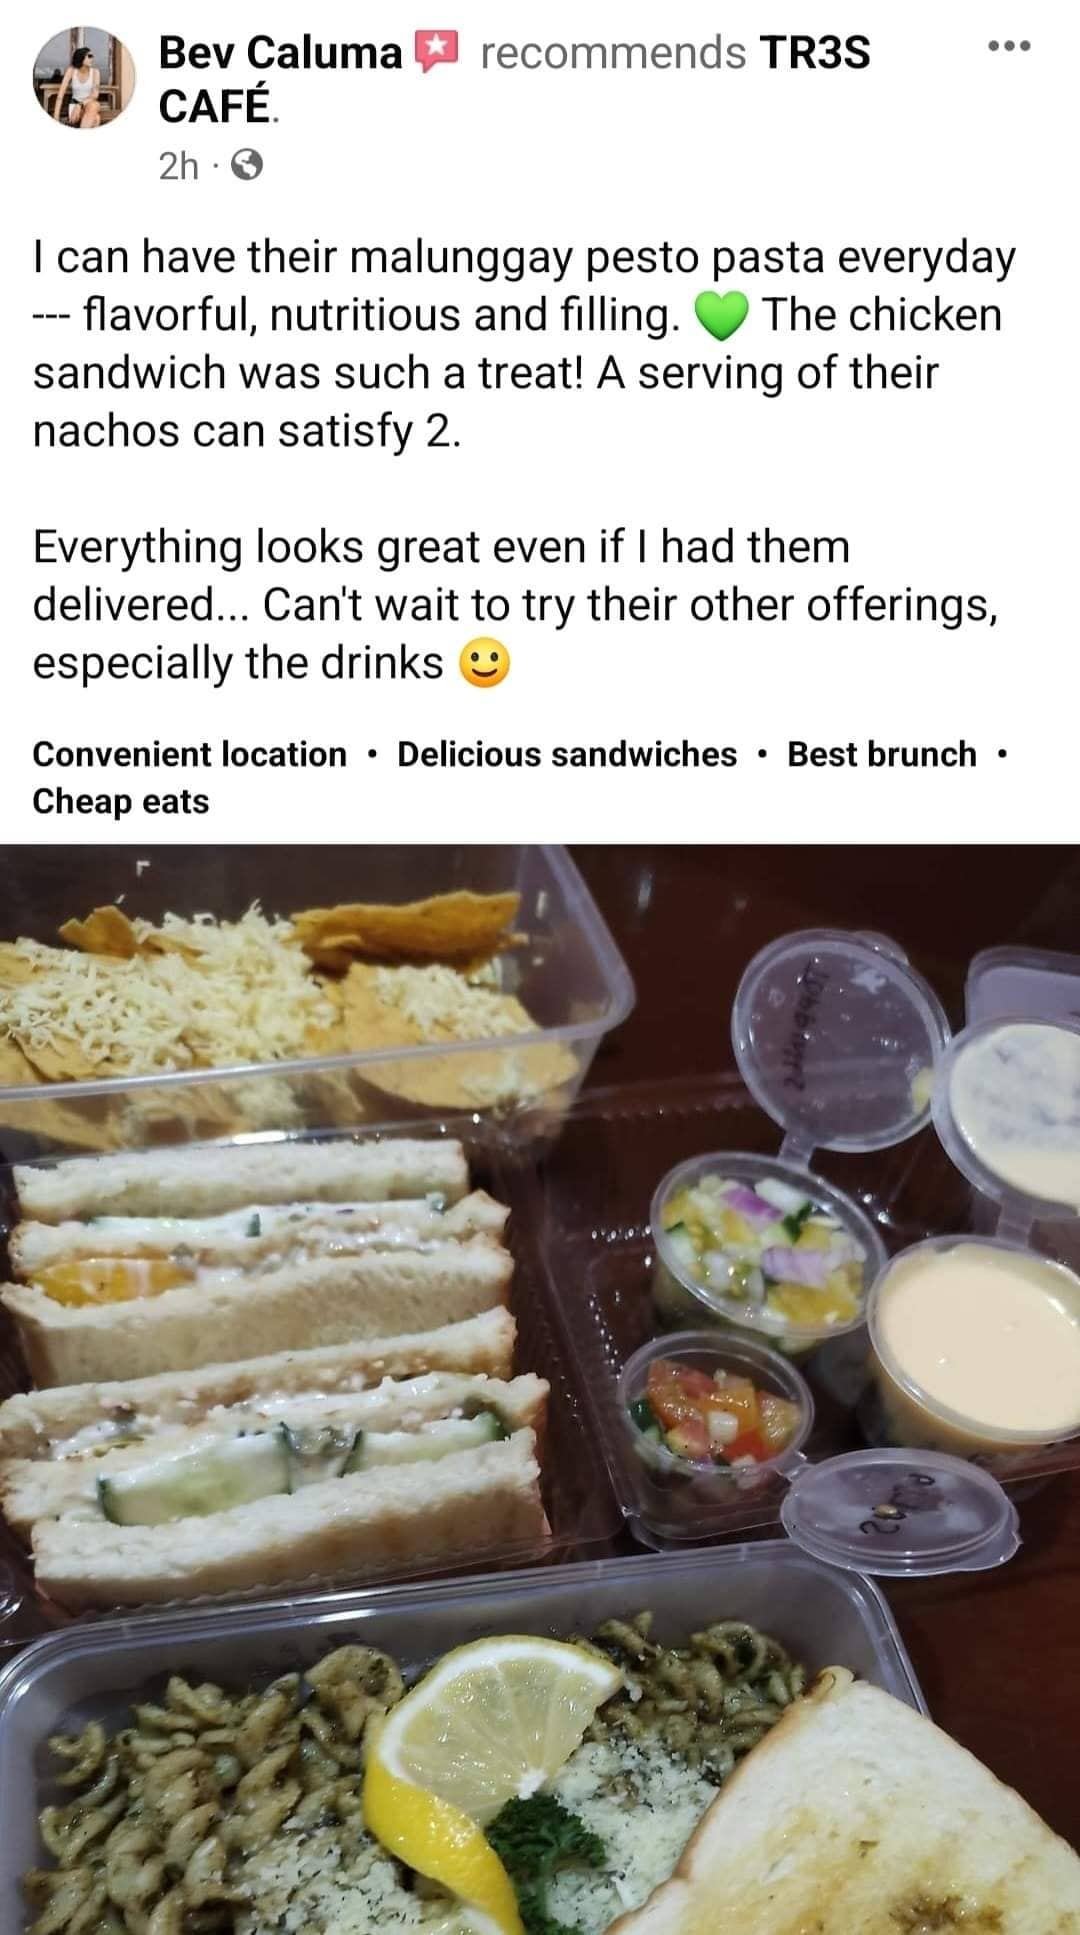 Bev Caluma recommends TR3S
CAFÉ.
2h ·
I can have their malunggay pesto pasta everyday
--- flavorful, nutritious and filling. 💚 The chicken
sandwich was such a treat! A serving of their
nachos can satisfy 2.
Everything looks great even if I had them
delivered... Can't wait to try their other offerings,
especially the drinks 🙂
Convenient location • Delicious sandwiches • Best brunch •
Cheap eats